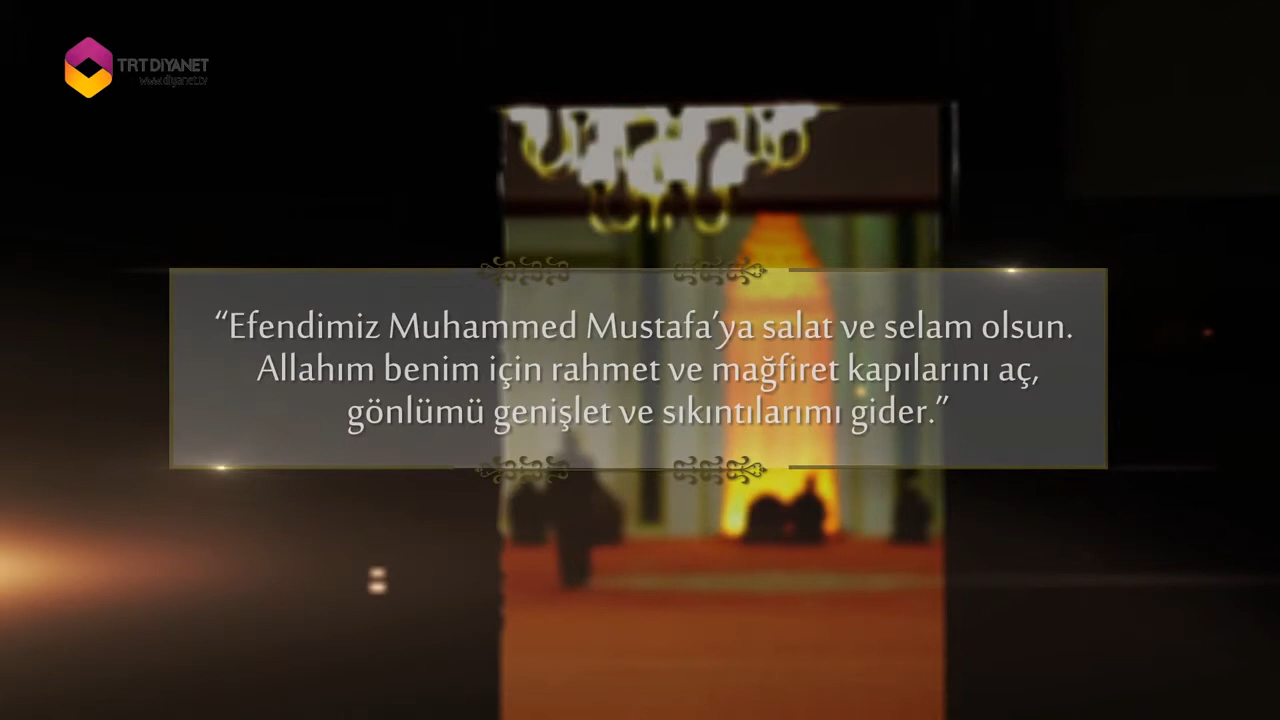 TRT DİYANET
www.diyanet.tv
“Efendimiz Muhammed Mustafa’ya salat ve selam olsun.
Allahım benim için rahmet ve mağfiret kapılarını aç,
gönlümü genişlet ve sıkıntılarımı gider.”